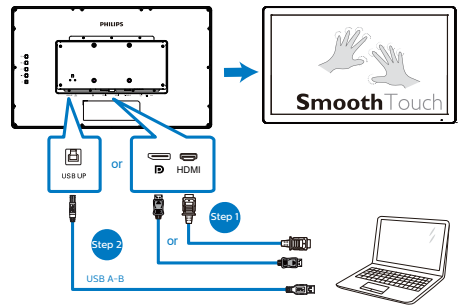 PHILIPS
SmoothTouch
USB UP
or
HDMI
Step 1
Step 2
or
USB A-B